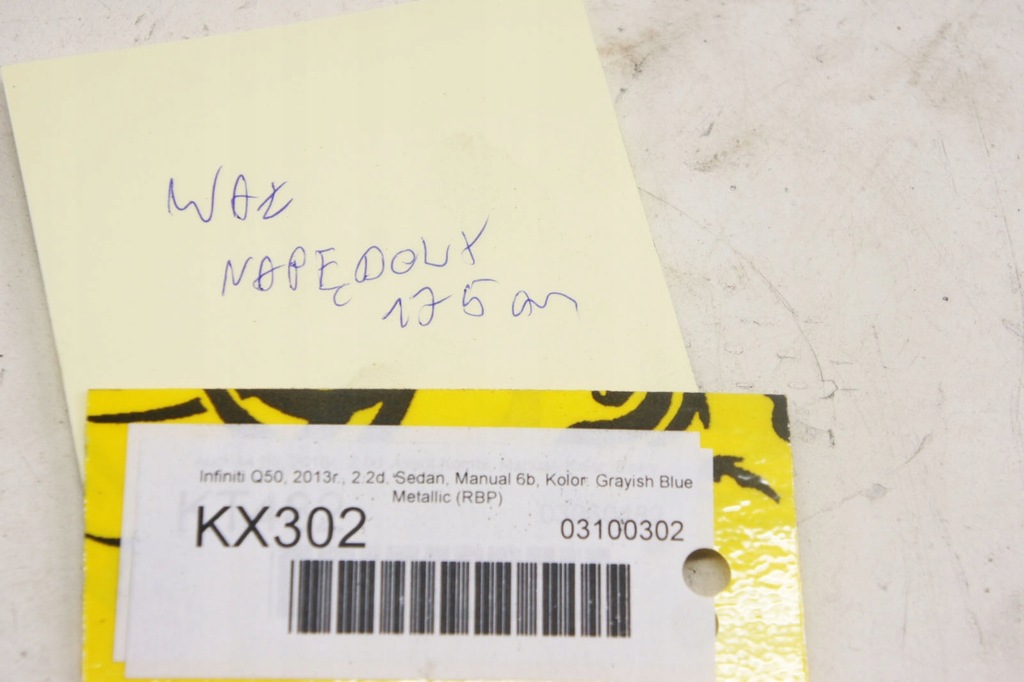 WAŁ
NAPĘDOWY
175 cm
Infiniti Q50, 2013r., 2.2d, Sedan, Manual 6b, Kolor: Grayish Blue
Metallic (RBP)
KX302
03100302